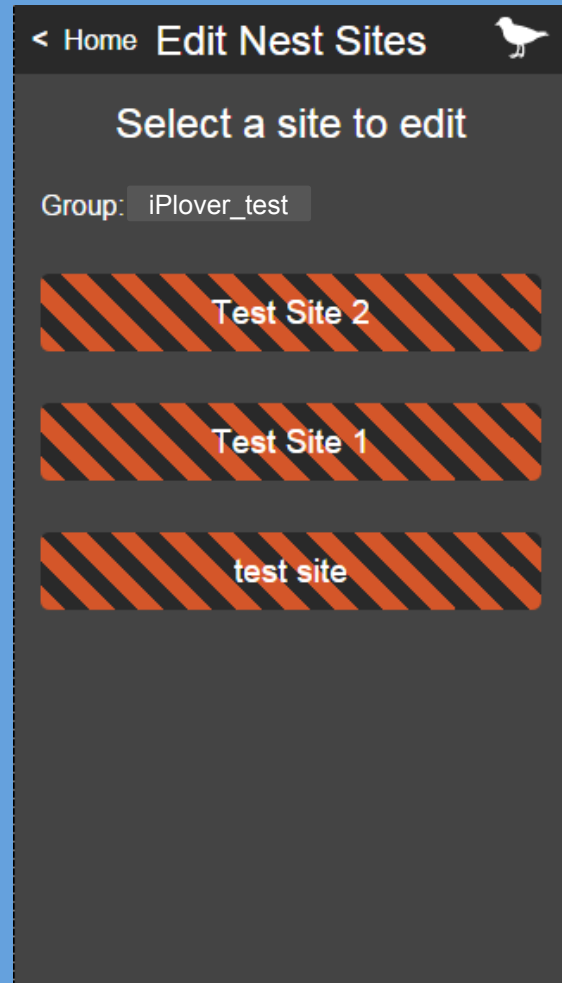 < Home Edit Nest Sites
Select a site to edit
Group: iPlover_test
Test Site 2
Test Site 1
test site